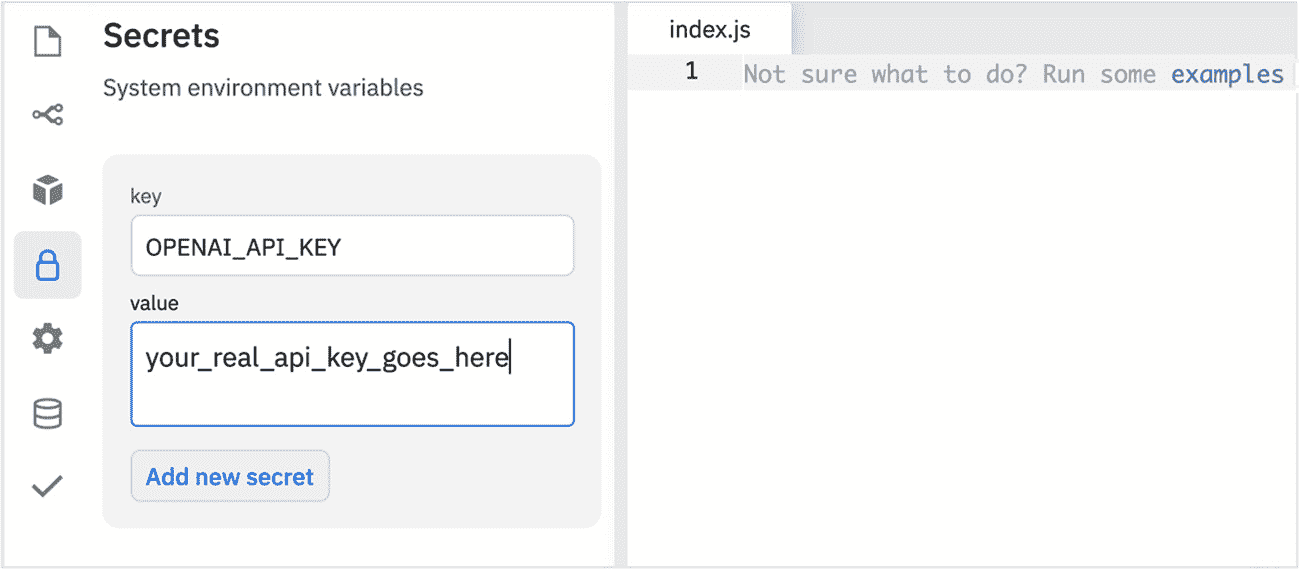 Secrets
System environment variables
key
OPENAI_API_KEY
value
your_real_api_key_goes_here
Add new secret
index.js
1
Not sure what to do? Run some examples